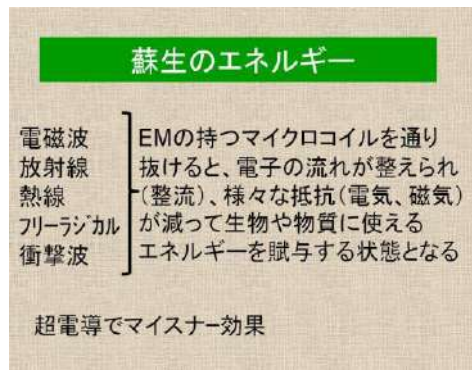 蘇生のエネルギー
電磁波
放射線
熱線
フリーラジカル
衝撃波
EMの持つマイクロコイルを通り
抜けると、電子の流れが整えられ
(整流)、様々な抵抗(電気、磁気)
が減って生物や物質に使える
エネルギーを賦与する状態となる
超電導でマイスナー効果